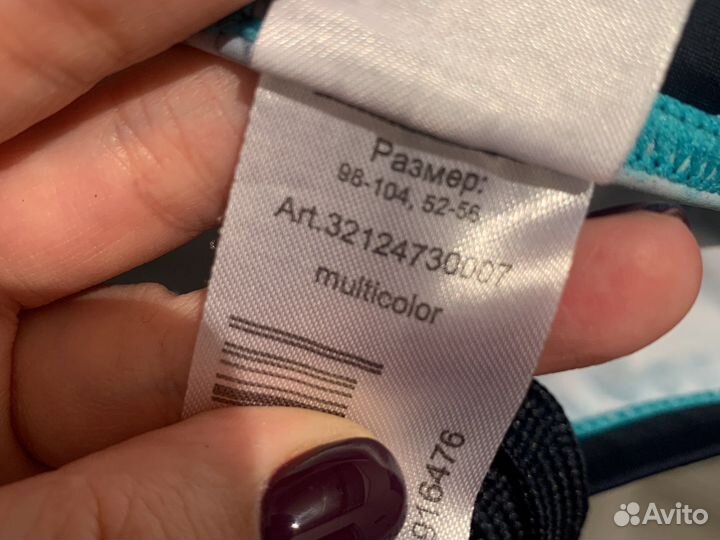 Размер:
98-104, 52-56
Art.32124730007
multicolor
916476
Avito